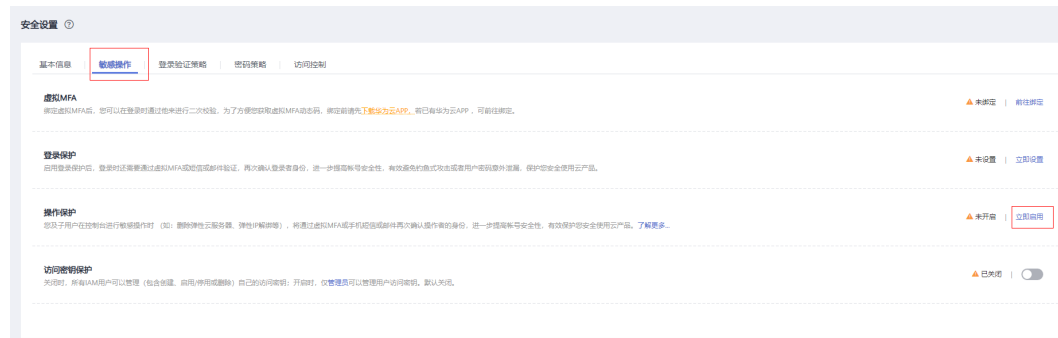 安全设置 ?
基本信息 | 敏感操作 | 登录验证策略 | 密码策略 | 访问控制
虚拟MFA
绑定虚拟MFA后，您可以在登录时通过他来进行二次校验，为了方便您获取虚拟MFA动态码，绑定前请先下载华为云APP。若已有华为云APP，可前往绑定。
未绑定 | 前往绑定
登录保护
启用登录保护后，登录时还需要通过虚拟MFA或短信或邮件验证，再次确认登录者身份，进一步提高帐号安全性，有效避免钓鱼式攻击或者用户密码意外泄漏，保护您安全使用云产品。
未设置 | 立即设置
操作保护
您及子用户在控制台进行敏感操作时（如：删除弹性云服务器、弹性IP解绑等），将通过虚拟MFA或手机短信或邮件再次确认操作者的身份，进一步提高帐号安全性，有效保护您安全使用云产品。了解更多...
未开启 | 立即启用
访问密钥保护
关闭时，所有IAM用户可以管理（包含创建、启用/停用或删除）自己的访问密钥；开启时，仅管理员可以管理用户访问密钥。默认关闭。
已关闭 |